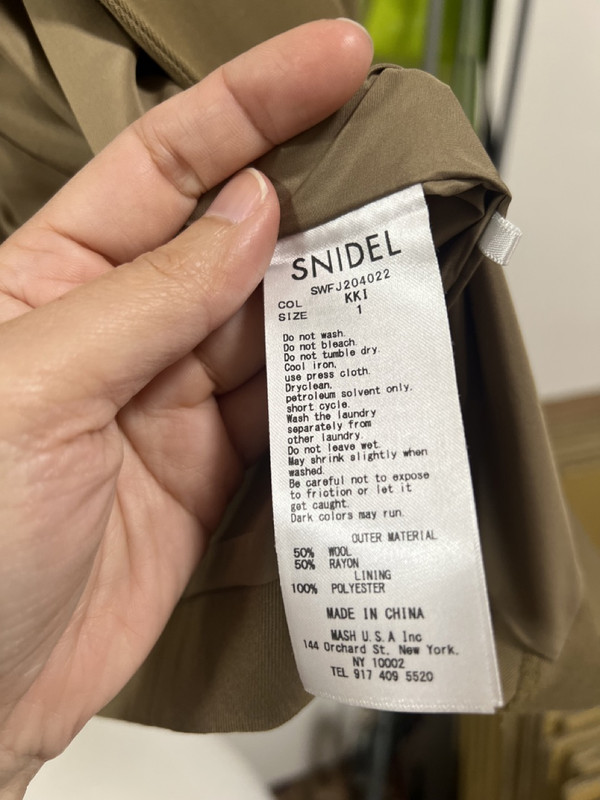 SNIDEL
SWFJ204022
COL KKI
SIZE 1
Do not wash.
Do not bleach.
Do not tumble dry.
Cool iron,
use press cloth.
Dryclean,
petroleum solvent only.
short cycle.
Wash the laundry
separately from
other laundry.
Do not leave wet.
May shrink slightly when
washed.
Be careful not to expose
to friction or let it
get caught.
Dark colors may run.
OUTER MATERIAL
50% WOOL
50% RAYON
LINING
100% POLYESTER
MADE IN CHINA
MASH U.S.A Inc
144 Orchard St, New York,
NY 10002
TEL 917 409 5520